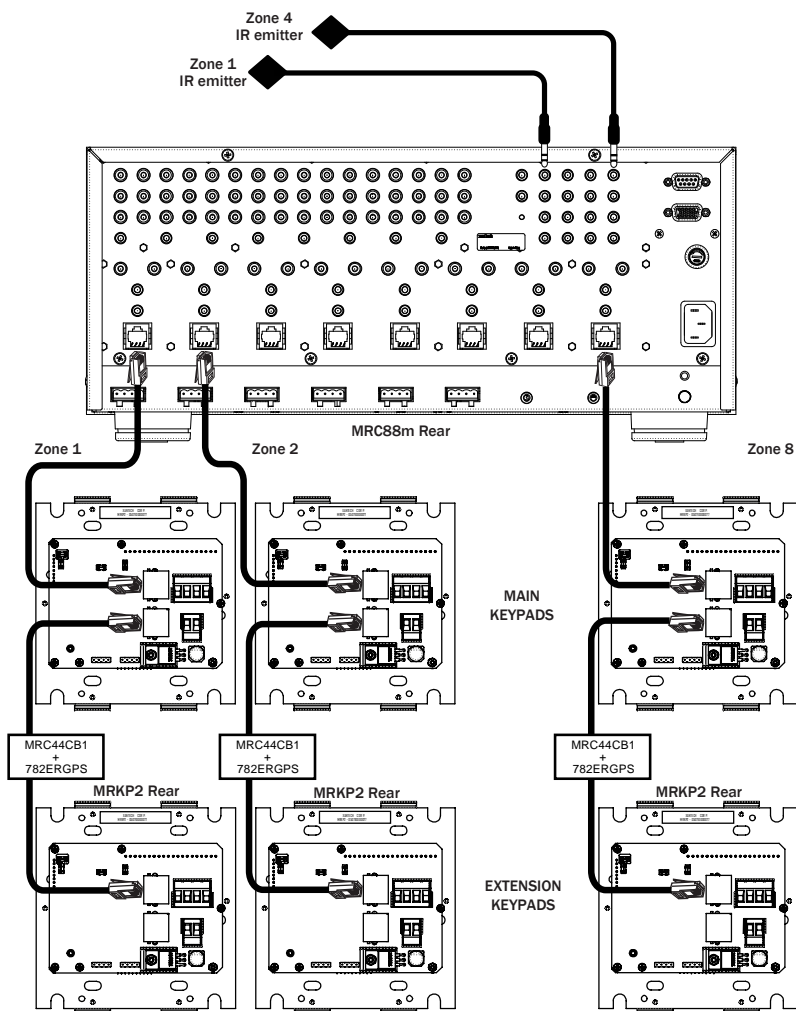 Zone 4
IR emitter
Zone 1
IR emitter
MRC88m Rear
Zone 1
Zone 2
Zone 8
MAIN
KEYPADS
MRC44CB1
+
782ERGPS
MRC44CB1
+
782ERGPS
MRC44CB1
+
782ERGPS
MRKP2 Rear
MRKP2 Rear
MRKP2 Rear
EXTENSION
KEYPADS